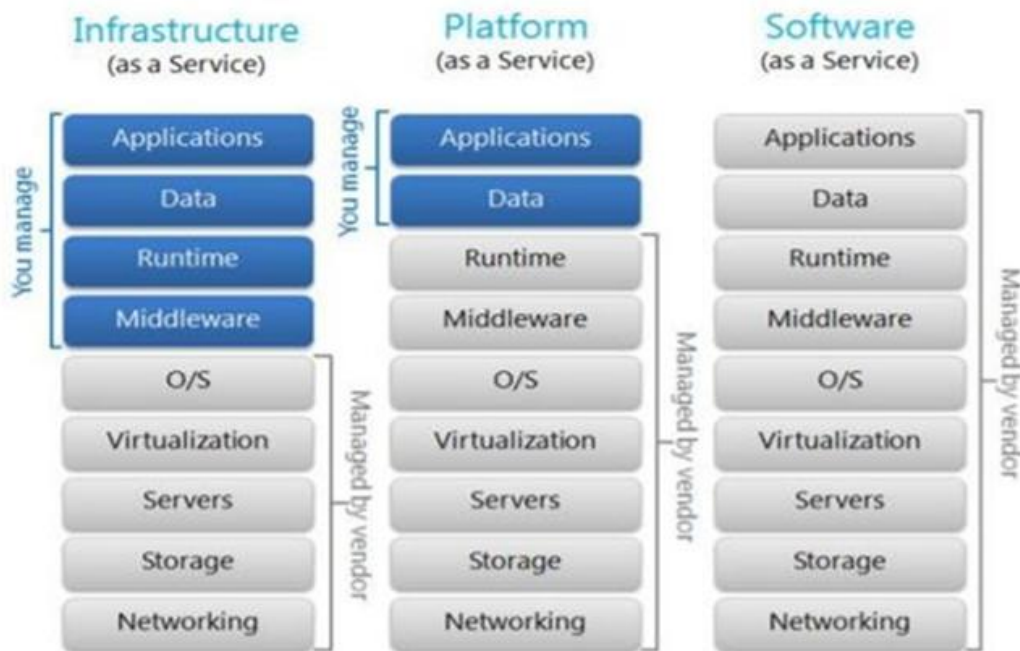 Infrastructure
(as a Service)
You manage
Applications
Data
Runtime
Middleware
O/S
Virtualization
Servers
Storage
Networking
Managed by vendor
Platform
(as a Service)
You manage
Applications
Data
Runtime
Middleware
O/S
Virtualization
Servers
Storage
Networking
Managed by vendor
Software
(as a Service)
Applications
Data
Runtime
Middleware
O/S
Virtualization
Servers
Storage
Networking
Managed by vendor